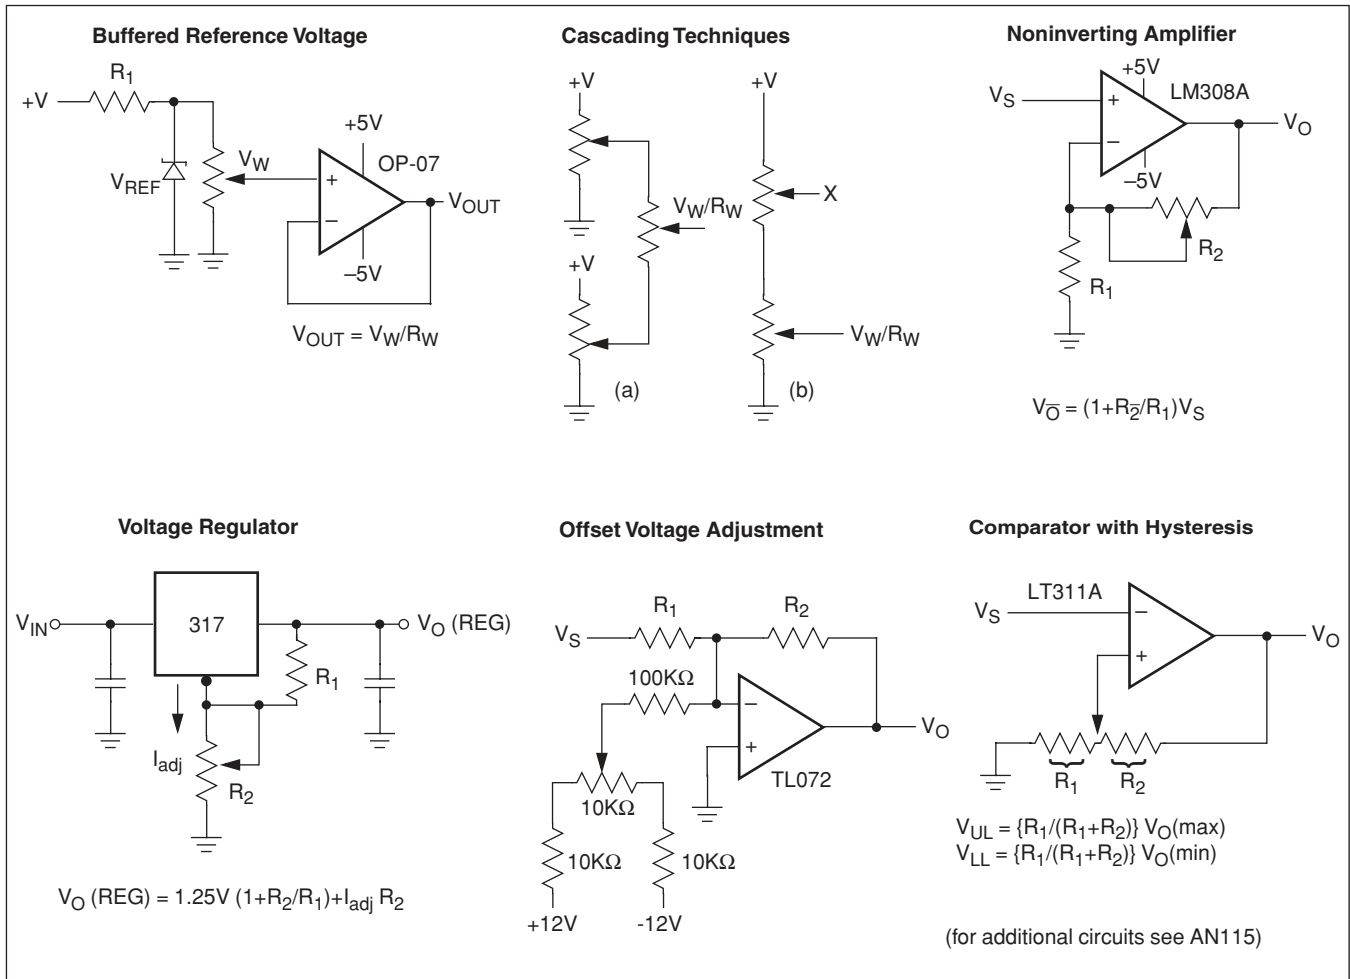 Buffered Reference Voltage
R1
+V
+5V
VREF
VW
OP-07
+
−
VOUT
–5V
VOUT = VW/RW
Cascading Techniques
+V
+V
VW/RW
X
+V
VW/RW
(a)
(b)
Noninverting Amplifier
+5V
LM308A
VS
+
−
VO
–5V
R2
R1
VO̅ = (1+R2̅/R1)VS
Voltage Regulator
VIN
317
VO (REG)
R1
Iadj
R2
VO (REG) = 1.25V (1+R2/R1)+Iadj R2
Offset Voltage Adjustment
R1
R2
VS
100KΩ
−
+
VO
TL072
10KΩ
10KΩ
10KΩ
+12V
-12V
Comparator with Hysteresis
LT311A
VS
−
+
VO
R1
R2
VUL = {R1/(R1+R2)} VO(max)
VLL = {R1/(R1+R2)} VO(min)
(for additional circuits see AN115)